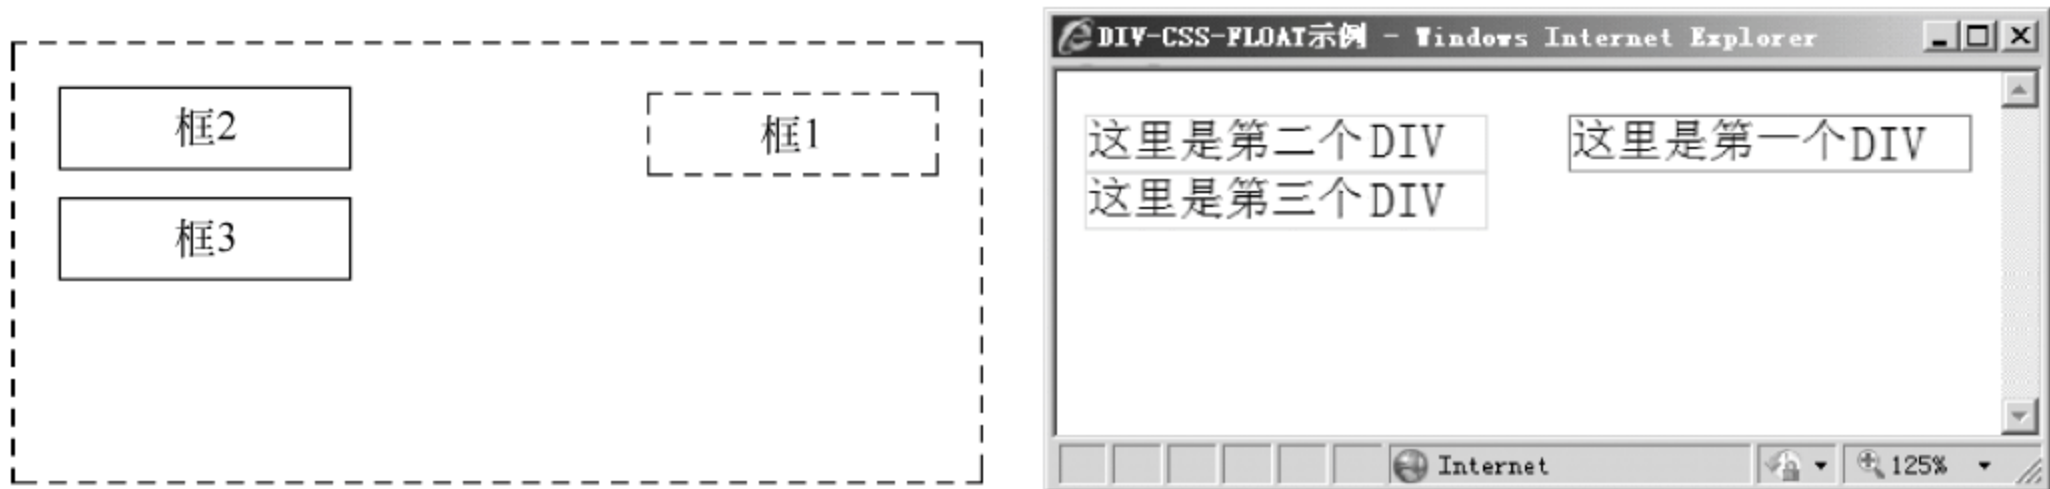 框2
框1
框3
DIV-CSS-FLOAT示例 - Windows Internet Explorer
这里是第二个DIV
这里是第一个DIV
这里是第三个DIV
Internet
125%